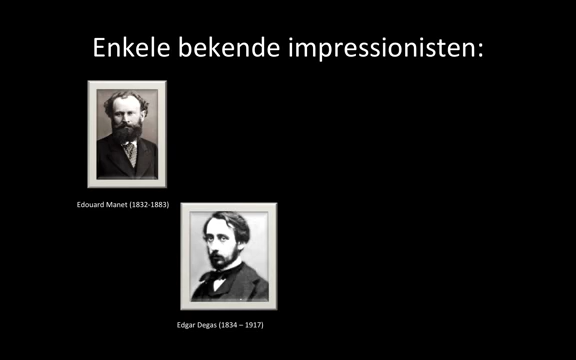 Enkele bekende impressionisten:
Edouard Manet (1832-1883)
Edgar Degas (1834 – 1917)